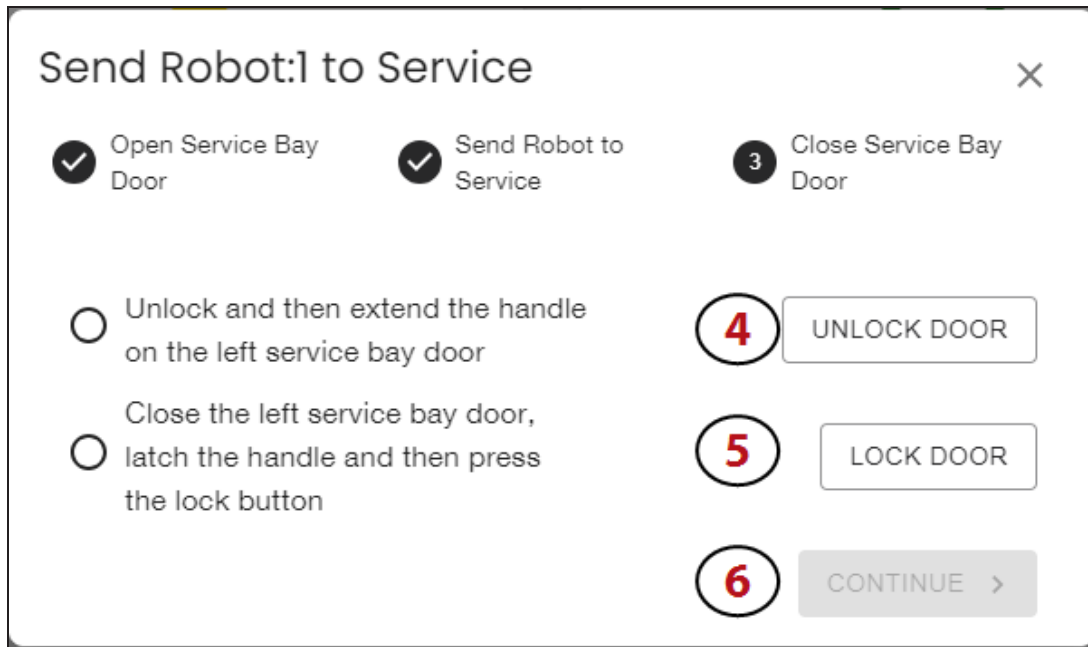 Send Robot:1 to Service
Open Service Bay
Door
Send Robot to
Service
3
Close Service Bay
Door
Unlock and then extend the handle
on the left service bay door
4
UNLOCK DOOR
Close the left service bay door,
latch the handle and then press
the lock button
5
LOCK DOOR
6
CONTINUE